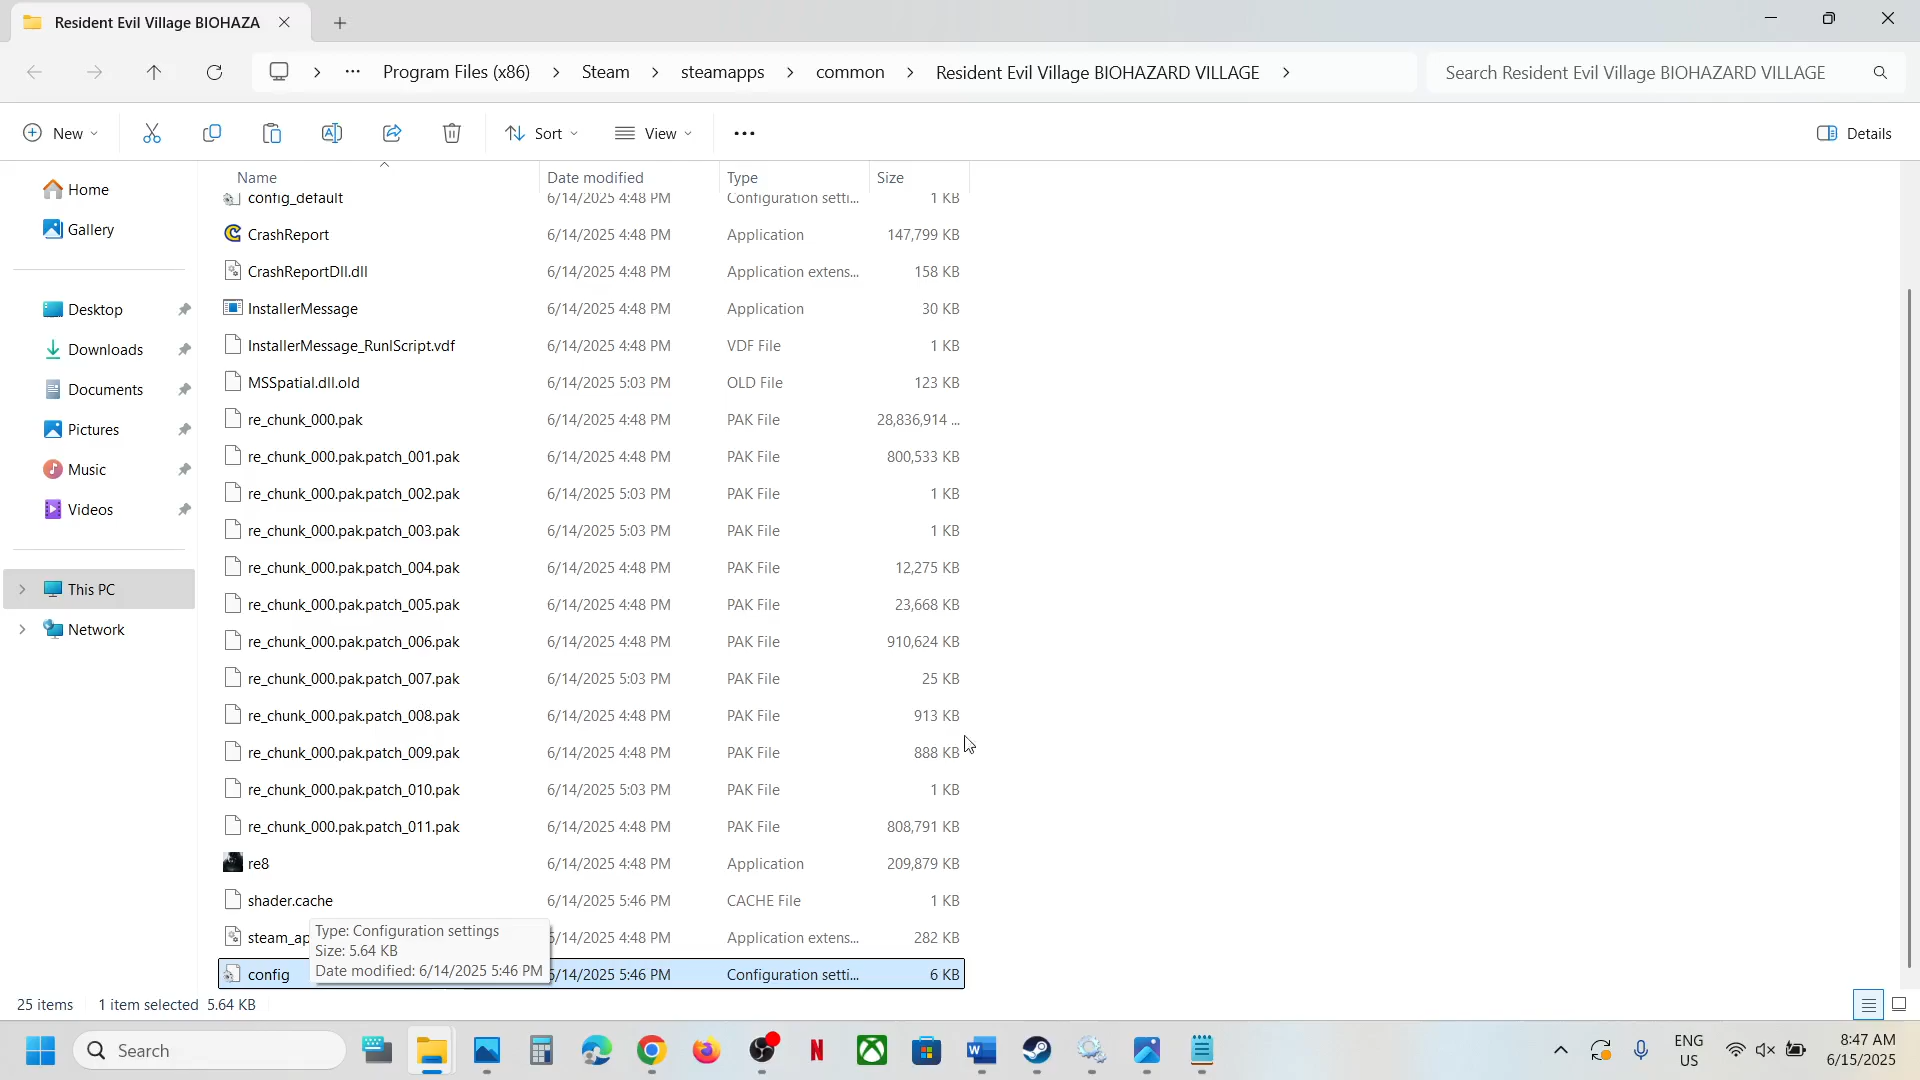 Resident Evil Village BIOHAZA
Program Files (x86) Steam steamapps common Resident Evil Village BIOHAZARD VILLAGE
Search Resident Evil Village BIOHAZARD VILLAGE
New Sort View Details
Name Date modified Type Size
config_default 6/14/2025 4:48 PM Configuration setti... 1 KB
CrashReport 6/14/2025 4:48 PM Application 147,799 KB
CrashReportDll.dll 6/14/2025 4:48 PM Application extens... 158 KB
InstallerMessage 6/14/2025 4:48 PM Application 30 KB
InstallerMessage_RunIScript.vdf 6/14/2025 4:48 PM VDF File 1 KB
MSSpatial.dll.old 6/14/2025 5:03 PM OLD File 123 KB
re_chunk_000.pak 6/14/2025 4:48 PM PAK File 28,836,914 ...
re_chunk_000.pak.patch_001.pak 6/14/2025 4:48 PM PAK File 800,533 KB
re_chunk_000.pak.patch_002.pak 6/14/2025 5:03 PM PAK File 1 KB
re_chunk_000.pak.patch_003.pak 6/14/2025 5:03 PM PAK File 1 KB
re_chunk_000.pak.patch_004.pak 6/14/2025 4:48 PM PAK File 12,275 KB
re_chunk_000.pak.patch_005.pak 6/14/2025 4:48 PM PAK File 23,668 KB
re_chunk_000.pak.patch_006.pak 6/14/2025 4:48 PM PAK File 910,624 KB
re_chunk_000.pak.patch_007.pak 6/14/2025 5:03 PM PAK File 25 KB
re_chunk_000.pak.patch_008.pak 6/14/2025 4:48 PM PAK File 913 KB
re_chunk_000.pak.patch_009.pak 6/14/2025 4:48 PM PAK File 888 KB
re_chunk_000.pak.patch_010.pak 6/14/2025 5:03 PM PAK File 1 KB
re_chunk_000.pak.patch_011.pak 6/14/2025 4:48 PM PAK File 808,791 KB
re8 6/14/2025 4:48 PM Application 209,879 KB
shader.cache 6/14/2025 5:46 PM CACHE File 1 KB
steam_ap 6/14/2025 4:48 PM Application extens... 282 KB
config 6/14/2025 5:46 PM Configuration setti... 6 KB
Type: Configuration settings
Size: 5.64 KB
Date modified: 6/14/2025 5:46 PM
Home
Gallery
Desktop
Downloads
Documents
Pictures
Music
Videos
This PC
Network
25 items 1 item selected 5.64 KB
Search
ENG
US
8:47 AM
6/15/2025